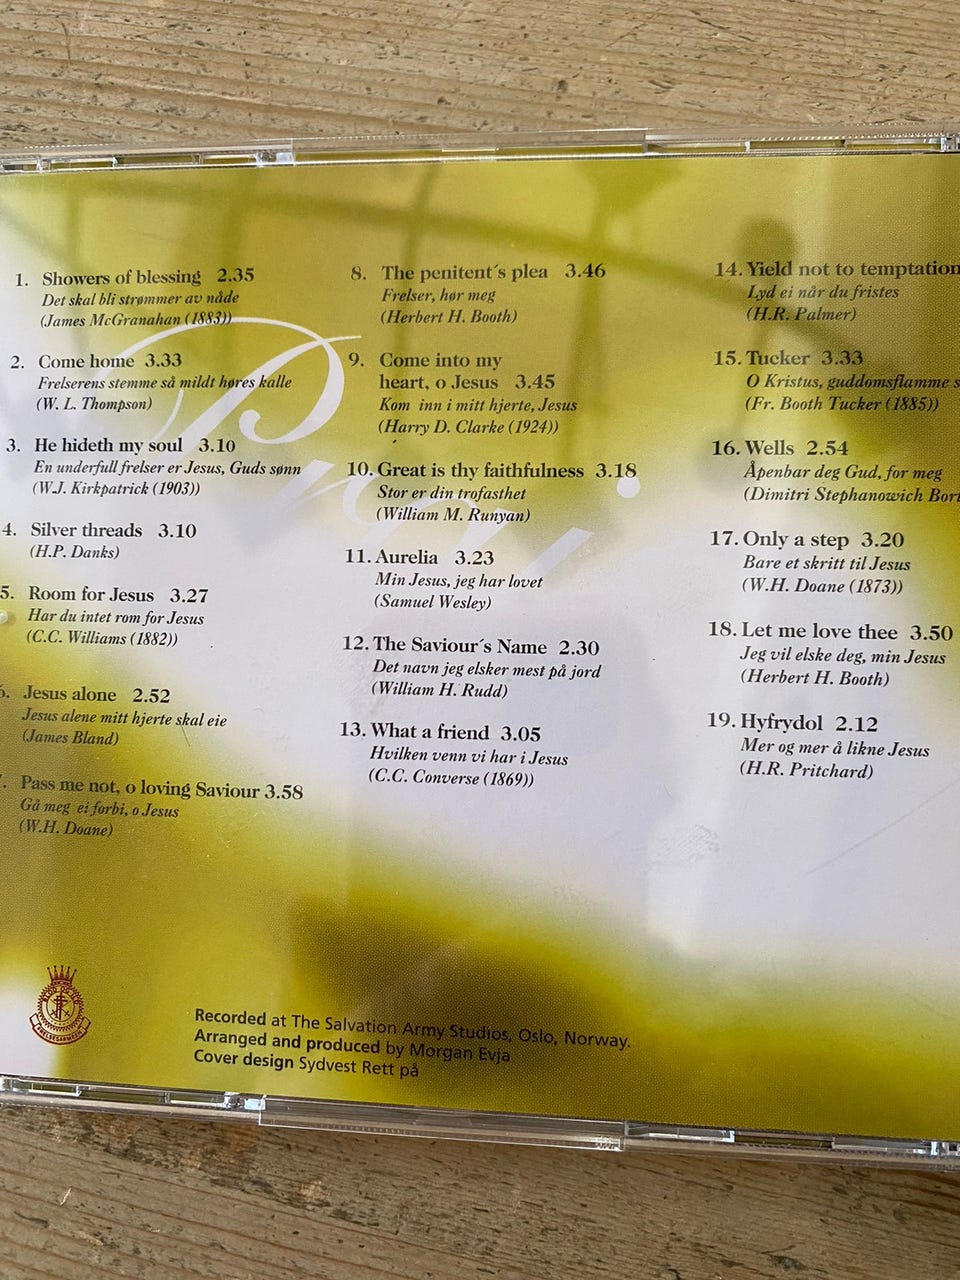 1. Showers of blessing 2.35
Det skal bli strømmer av nåde
(James McGranahan (1883))
2. Come home 3.33
Frelserens stemme så mildt høres kalle
(W. L. Thompson)
3. He hideth my soul 3.10
En underfull frelser er Jesus, Guds sønn
(W.J. Kirkpatrick (1903))
4. Silver threads 3.10
(H.P. Danks)
5. Room for Jesus 3.27
Har du intet rom for Jesus
(C.C. Williams (1882))
6. Jesus alone 2.52
Jesus alene mitt hjerte skal eie
(James Bland)
. Pass me not, o loving Saviour 3.58
Gå meg ei forbi, o Jesus
(W.H. Doane)
8. The penitent´s plea 3.46
Frelser, hør meg
(Herbert H. Booth)
9. Come into my
heart, o Jesus 3.45
Kom inn i mitt hjerte, Jesus
(Harry D. Clarke (1924))
10. Great is thy faithfulness 3.18
Stor er din trofasthet
(William M. Runyan)
11. Aurelia 3.23
Min Jesus, jeg har lovet
(Samuel Wesley)
12. The Saviour´s Name 2.30
Det navn jeg elsker mest på jord
(William H. Rudd)
13. What a friend 3.05
Hvilken venn vi har i Jesus
(C.C. Converse (1869))
14. Yield not to temptation
Lyd ei når du fristes
(H.R. Palmer)
15. Tucker 3.33
O Kristus, guddomsflamme s
(Fr. Booth Tucker (1885))
16. Wells 2.54
Åpenbar deg Gud, for meg
(Dimitri Stephanowich Bort
17. Only a step 3.20
Bare et skritt til Jesus
(W.H. Doane (1873))
18. Let me love thee 3.50
Jeg vil elske deg, min Jesus
(Herbert H. Booth)
19. Hyfrydol 2.12
Mer og mer å likne Jesus
(H.R. Pritchard)
FRELSESARMEEN
Recorded at The Salvation Army Studios, Oslo, Norway.
Arranged and produced by Morgan Evja
Cover design Sydvest Rett på